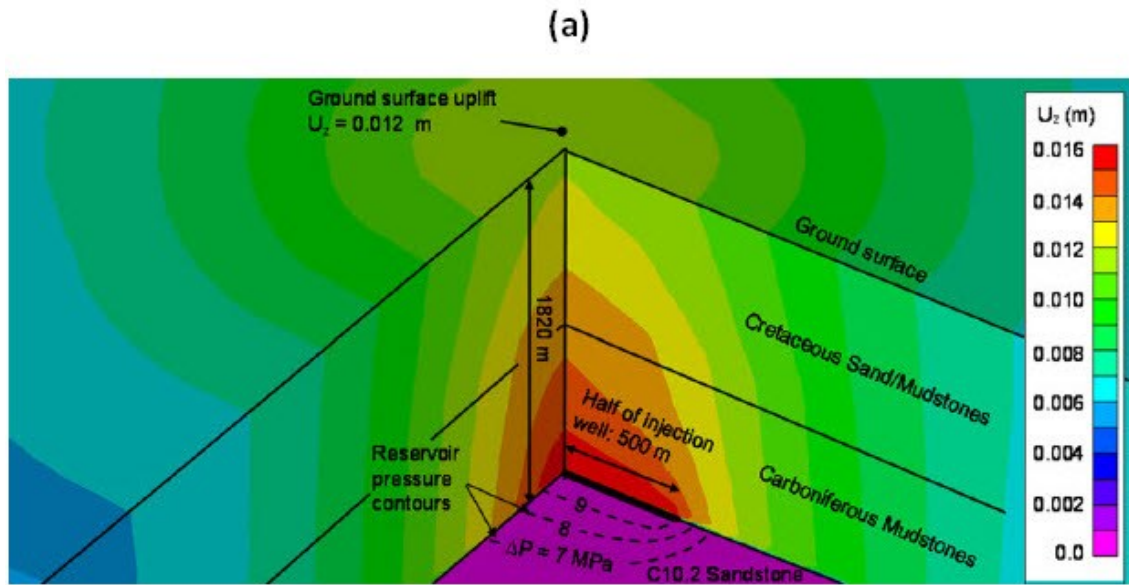 (a)
Ground surface uplift
U_z = 0.012 m
U_z (m)
0.016
0.014
0.012
0.010
0.008
0.006
0.004
0.002
0.0
Ground surface
1820 m
Cretaceous Sand/Mudstones
Half of injection
well: 500 m
Carboniferous Mudstones
Reservoir
pressure
contours
9
8
ΔP = 7 MPa
C10.2 Sandstone